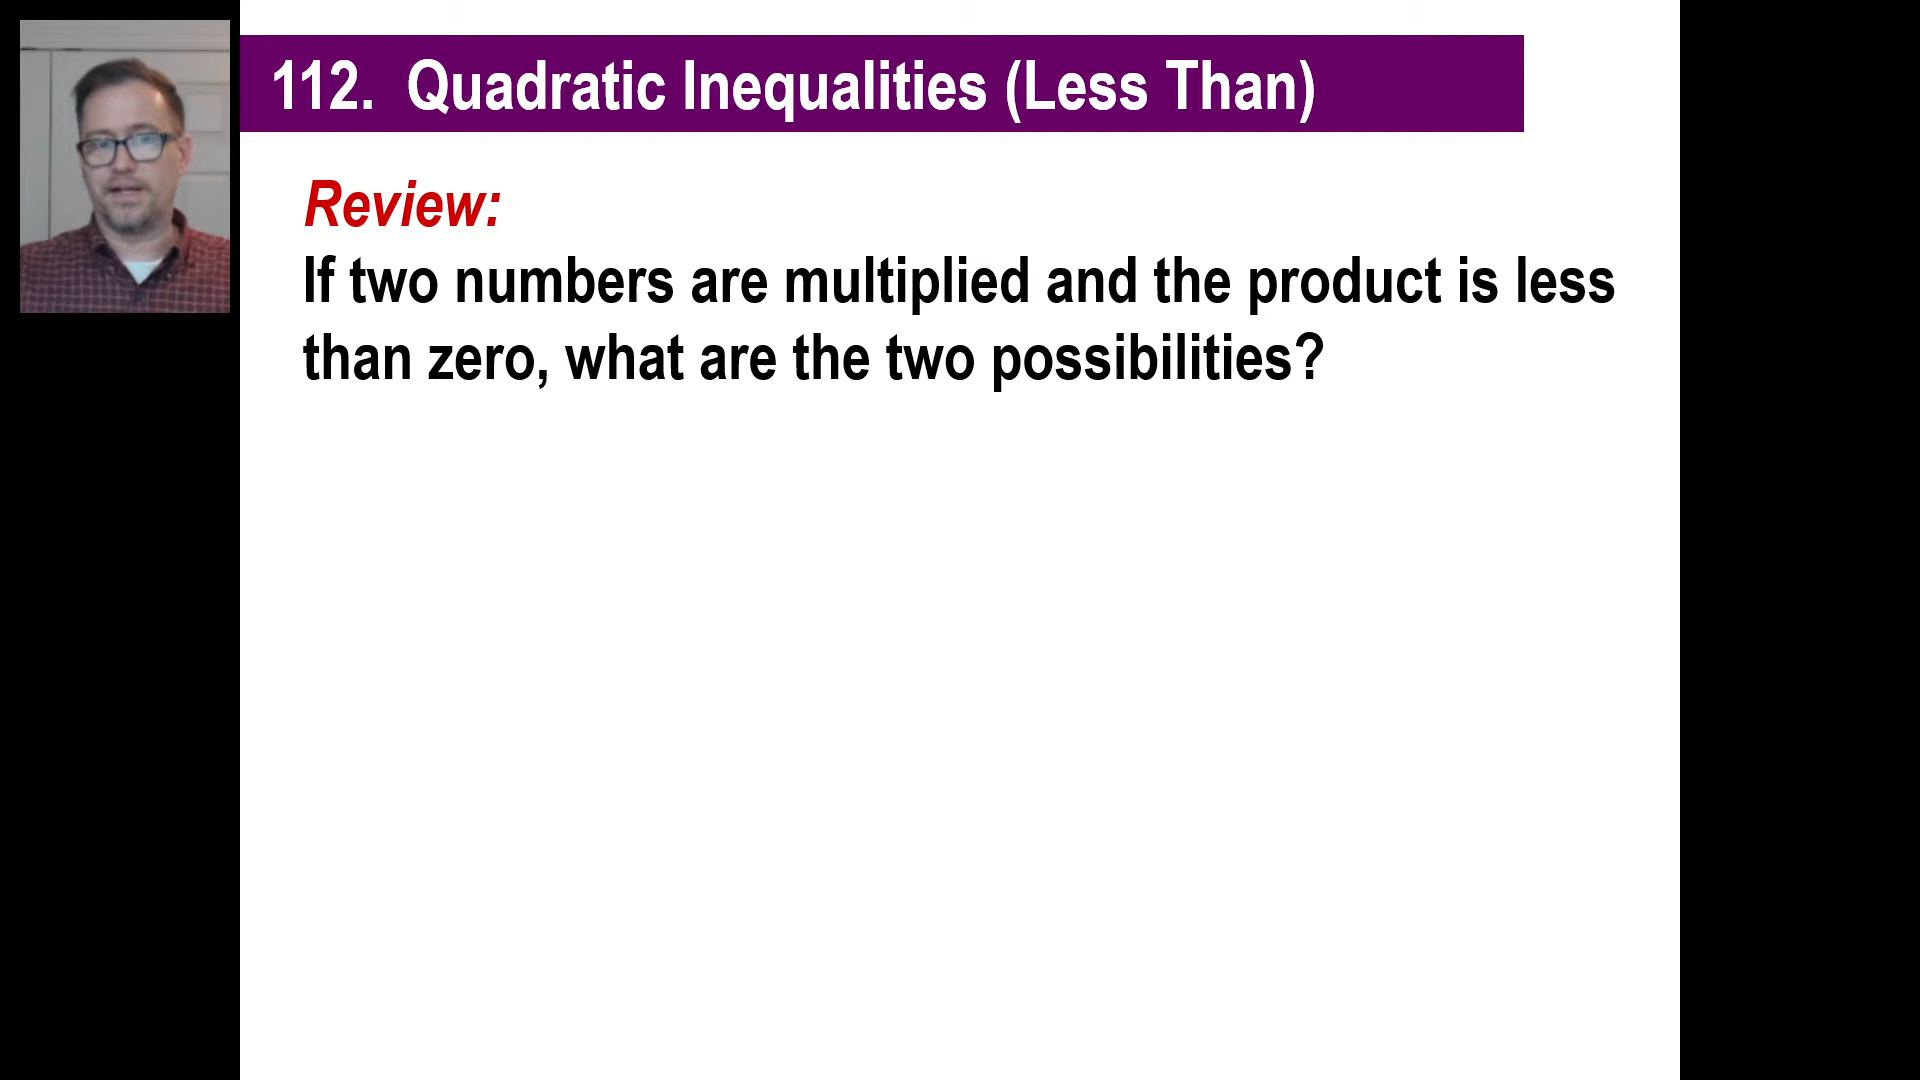 112. Quadratic Inequalities (Less Than)
Review:
If two numbers are multiplied and the product is less
than zero, what are the two possibilities?